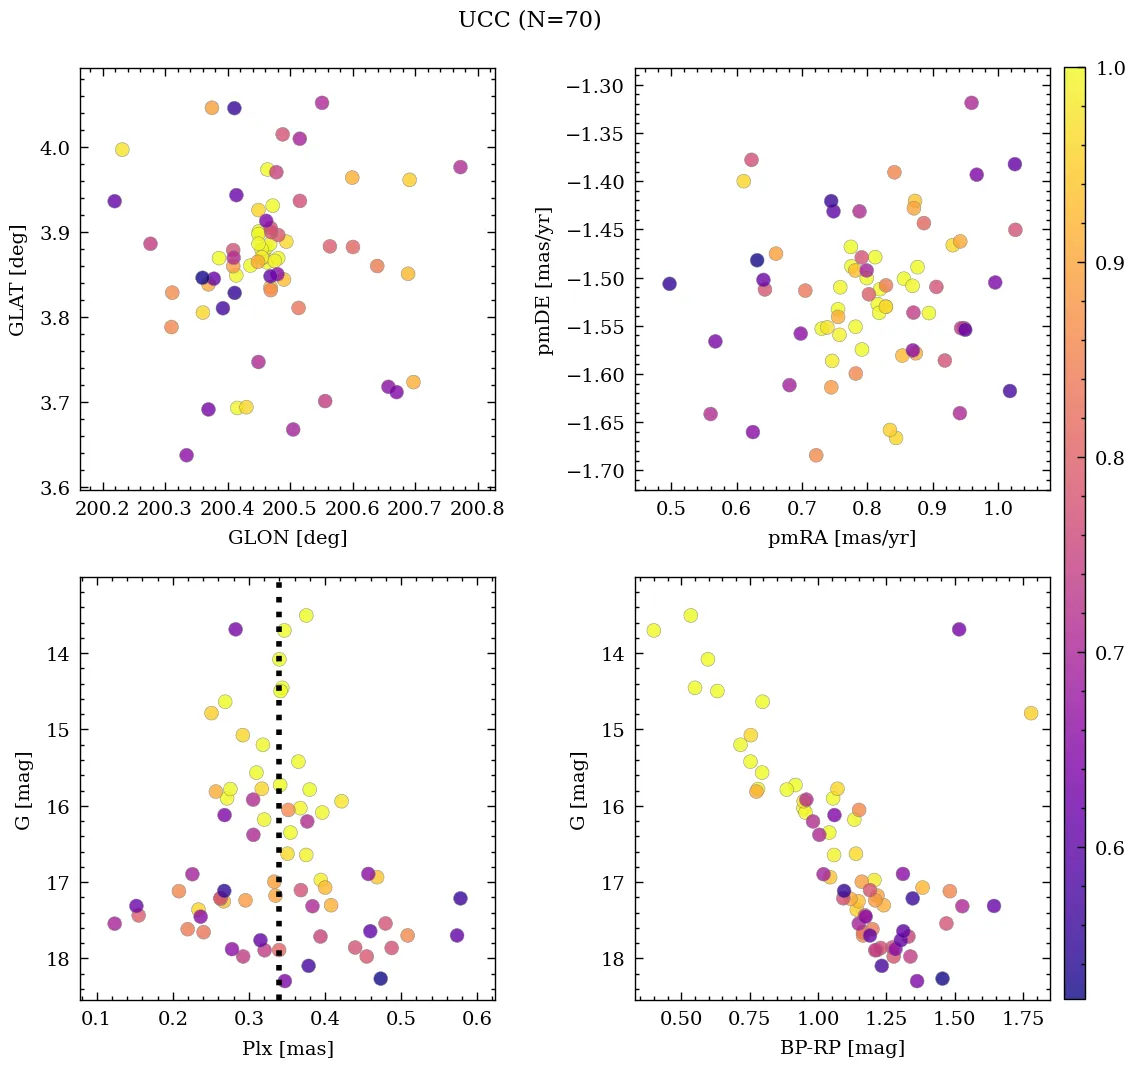 UCC (N=70)
4.0
3.9
3.8
3.7
3.6
GLAT [deg]
200.2 200.3 200.4 200.5 200.6 200.7 200.8
GLON [deg]
−1.30
−1.35
−1.40
−1.45
−1.50
−1.55
−1.60
−1.65
−1.70
pmDE [mas/yr]
0.5 0.6 0.7 0.8 0.9 1.0
pmRA [mas/yr]
14
15
16
17
18
G [mag]
0.1 0.2 0.3 0.4 0.5 0.6
Plx [mas]
14
15
16
17
18
G [mag]
0.50 0.75 1.00 1.25 1.50 1.75
BP-RP [mag]
1.0
0.9
0.8
0.7
0.6